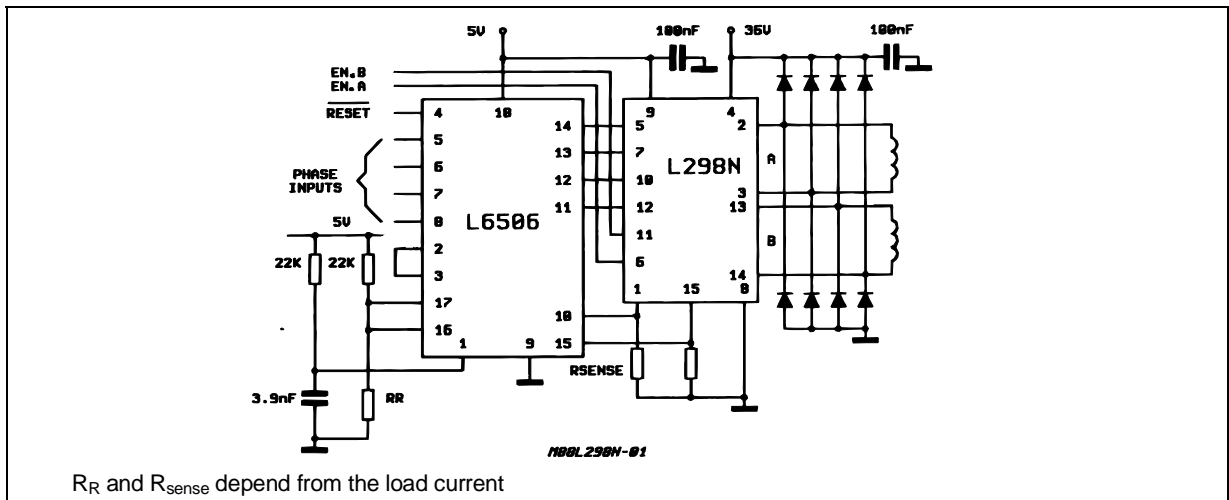 5V 100nF 36V 100nF
EN.B
EN.A
RESET
4 18 9 4
5 14 5 2
PHASE
INPUTS
6 13 7 L298N A
7 12 10 3
8 L6506 11 12 13
5V
2 11 B
22K 22K
3 6 14
17 1 15 8
16 10
1 9 15
RSENSE
3.9nF RR
M00L298N-01
RR and Rsense depend from the load current